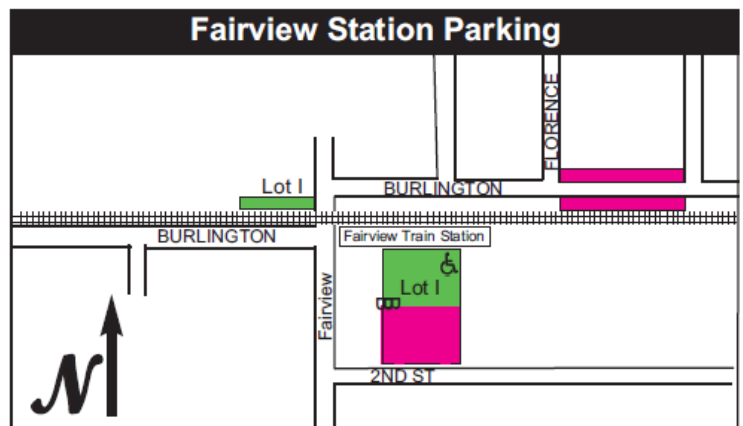 Fairview Station Parking
FLORENCE
Lot I
BURLINGTON
BURLINGTON
Fairview Train Station
Lot I
Fairview
2ND ST
N